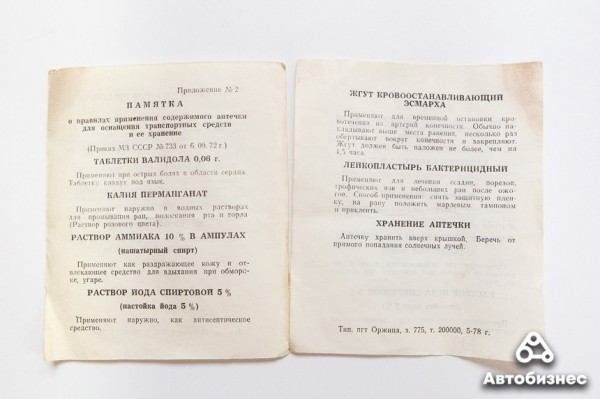 Приложение № 2
ПАМЯТКА
о правилах применения содержимого аптечки
для оснащения транспортных средств
и ее хранение
(Приказ МЗ СССР № 733 от 6. 09. 72 г.)
ТАБЛЕТКИ ВАЛИДОЛА 0,06 г.
Применяют при острых болях в области сердца.
Таблетку кладут под язык.
КАЛИЯ ПЕРМАНГАНАТ
Применяют наружно в водных растворах
для промывания ран, полоскания рта и горла
(Раствор розового цвета).
РАСТВОР АММИАКА 10 % В АМПУЛАХ
(нашатырный спирт)
Применяют как раздражающее кожу и от-
влекающее средство для вдыхания при обморо-
ке, угаре.
РАСТВОР ЙОДА СПИРТОВОЙ 5 %
(настойка йода 5 %)
Применяют наружно, как антисептическое
средство.
ЖГУТ КРОВООСТАНАВЛИВАЮЩИЙ
ЭСМАРХА
Применяют для временной остановки кро-
вотечения из артерий конечности. Обычно на-
кладывают выше места ранения, несколько раз
обертывают вокруг конечности и закрепляют.
Жгут должен быть наложен не более, чем на
1,5 часа.
ЛЕЙКОПЛАСТЫРЬ БАКТЕРИЦИДНЫЙ
Применяют для лечения ссадин, порезов,
трофических язв и небольших ран после ожо-
гов. Способ применения: снять защитную плен-
ку, на рану положить марлевым тампоном
и приклеить.
ХРАНЕНИЕ АПТЕЧКИ
Аптечку хранить вверх крышкой. Беречь от
прямого попадания солнечных лучей.
Тип. пгт Оржица, з. 775, т. 200000, 5-78 г.
Автобизнес